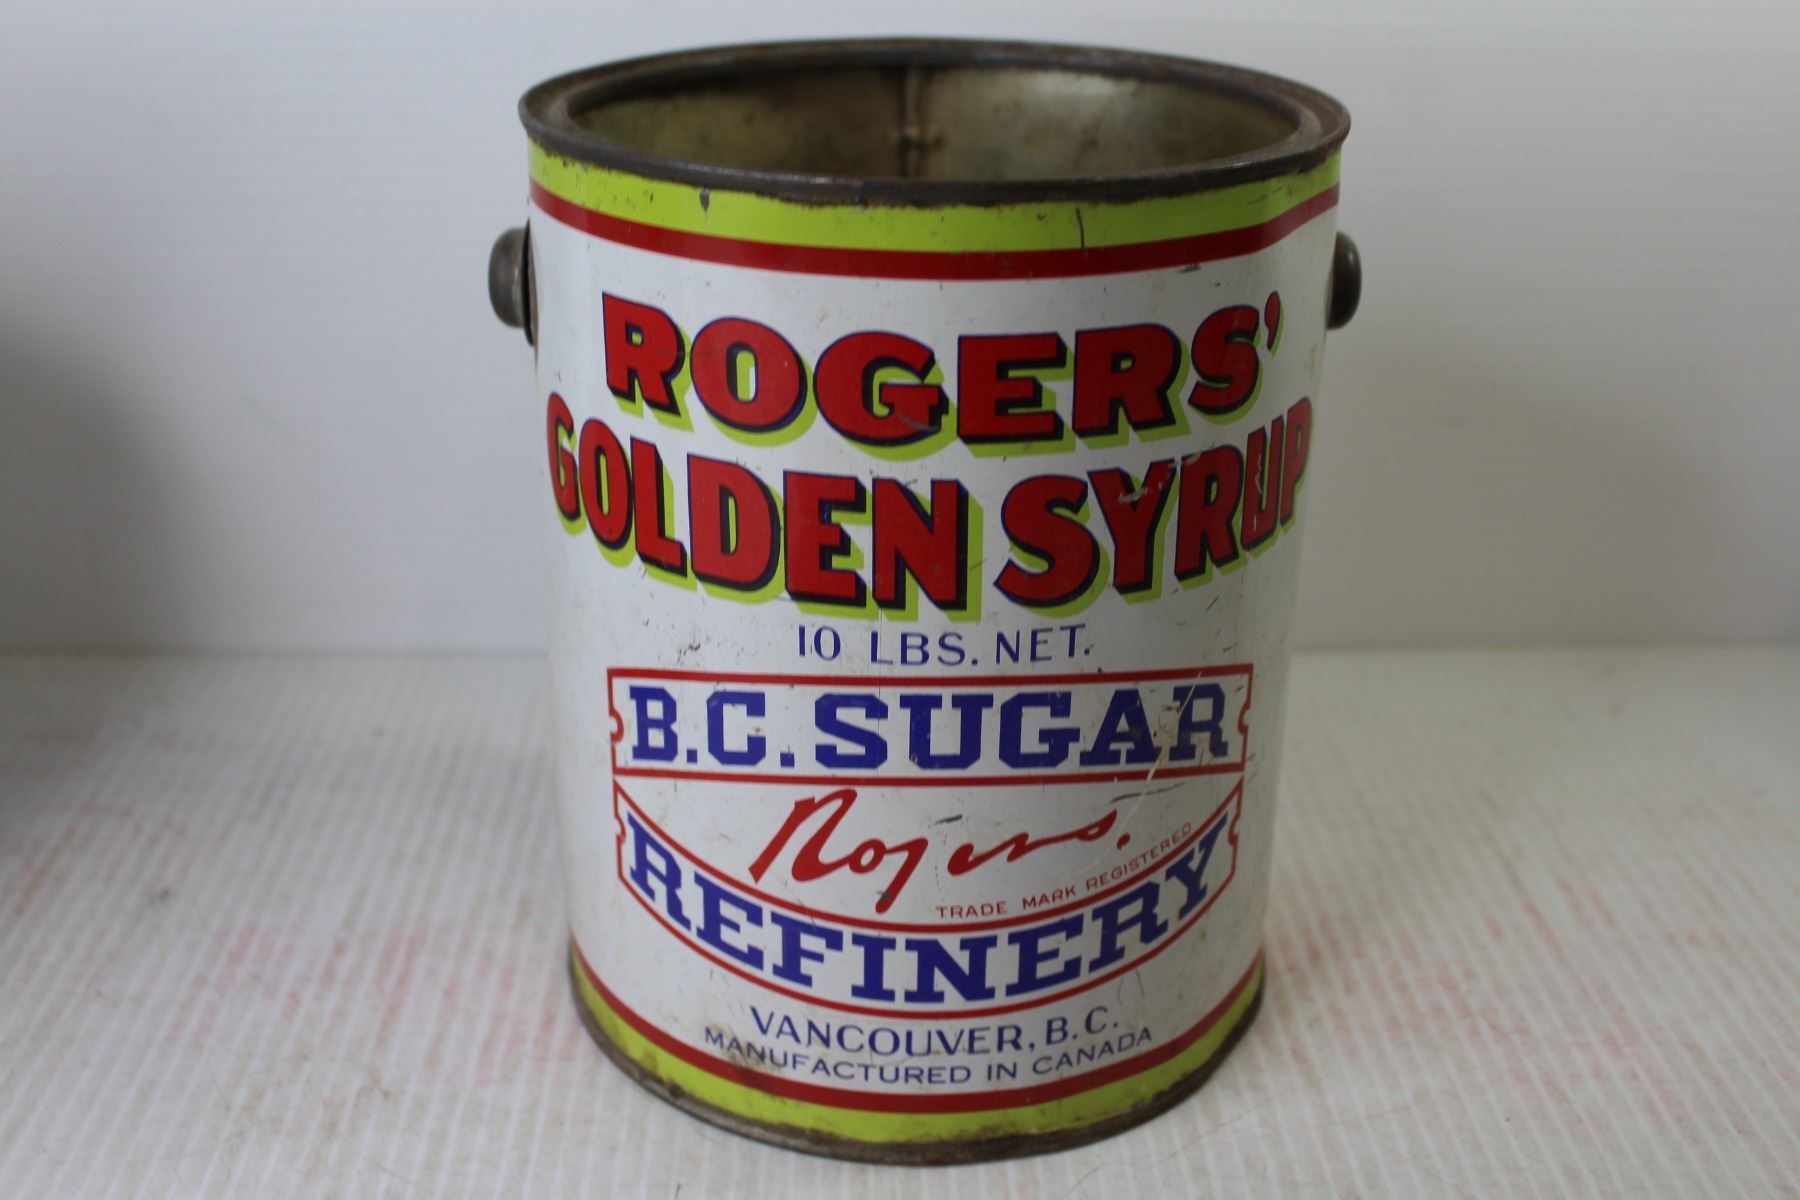 ROGERS'
GOLDEN SYRUP
10 LBS. NET.
B.C. SUGAR
Rogers.
TRADE MARK REGISTERED
REFINERY
VANCOUVER, B.C.
MANUFACTURED IN CANADA